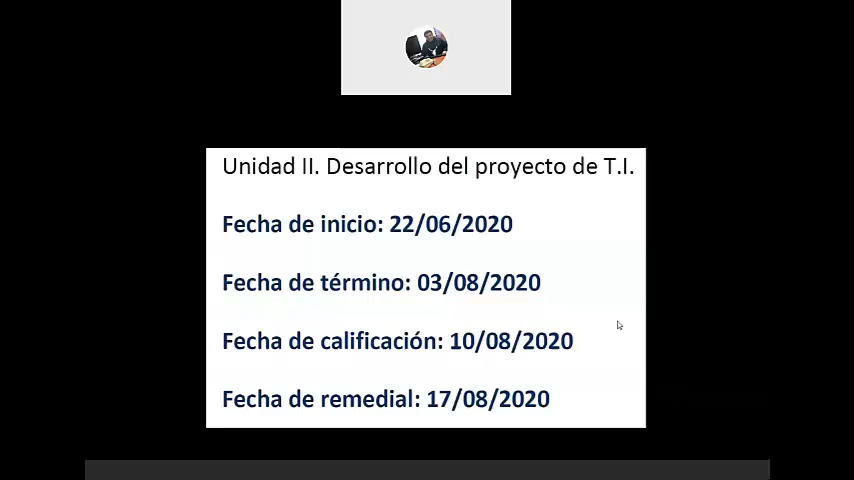 Unidad II. Desarrollo del proyecto de T.I.
Fecha de inicio: 22/06/2020
Fecha de término: 03/08/2020
Fecha de calificación: 10/08/2020
Fecha de remedial: 17/08/2020